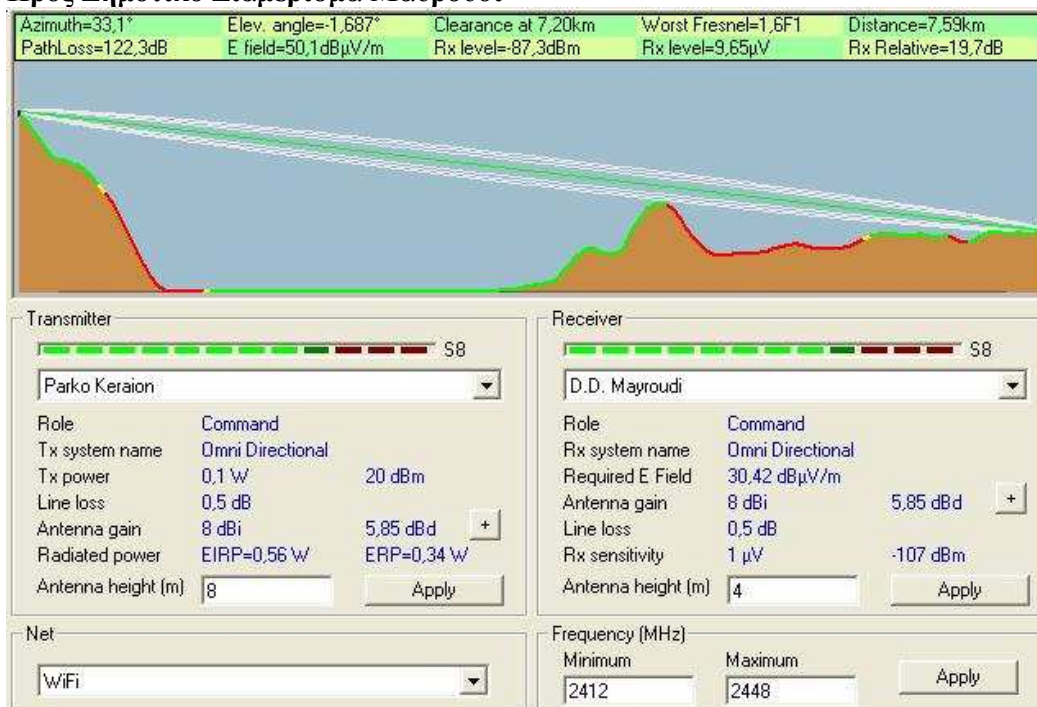 Azimuth=33,1° Elev. angle=-1,687° Clearance at 7,20km Worst Fresnel=1,6F1 Distance=7,59km
PathLoss=122,3dB E field=50,1dBµV/m Rx level=-87,3dBm Rx level=9,65µV Rx Relative=19,7dB
Transmitter
S8
Parko Keraion
Role Command
Tx system name Omni Directional
Tx power 0,1 W 20 dBm
Line loss 0,5 dB
Antenna gain 8 dBi 5,85 dBd +
Radiated power EIRP=0,56 W ERP=0,34 W
Antenna height (m) 8 Apply
Net
WiFi
Receiver
S8
D.D. Mayroudi
Role Command
Rx system name Omni Directional
Required E Field 30,42 dBµV/m
Antenna gain 8 dBi 5,85 dBd +
Line loss 0,5 dB
Rx sensitivity 1 µV -107 dBm
Antenna height (m) 4 Apply
Frequency (MHz)
Minimum Maximum
2412 2448 Apply